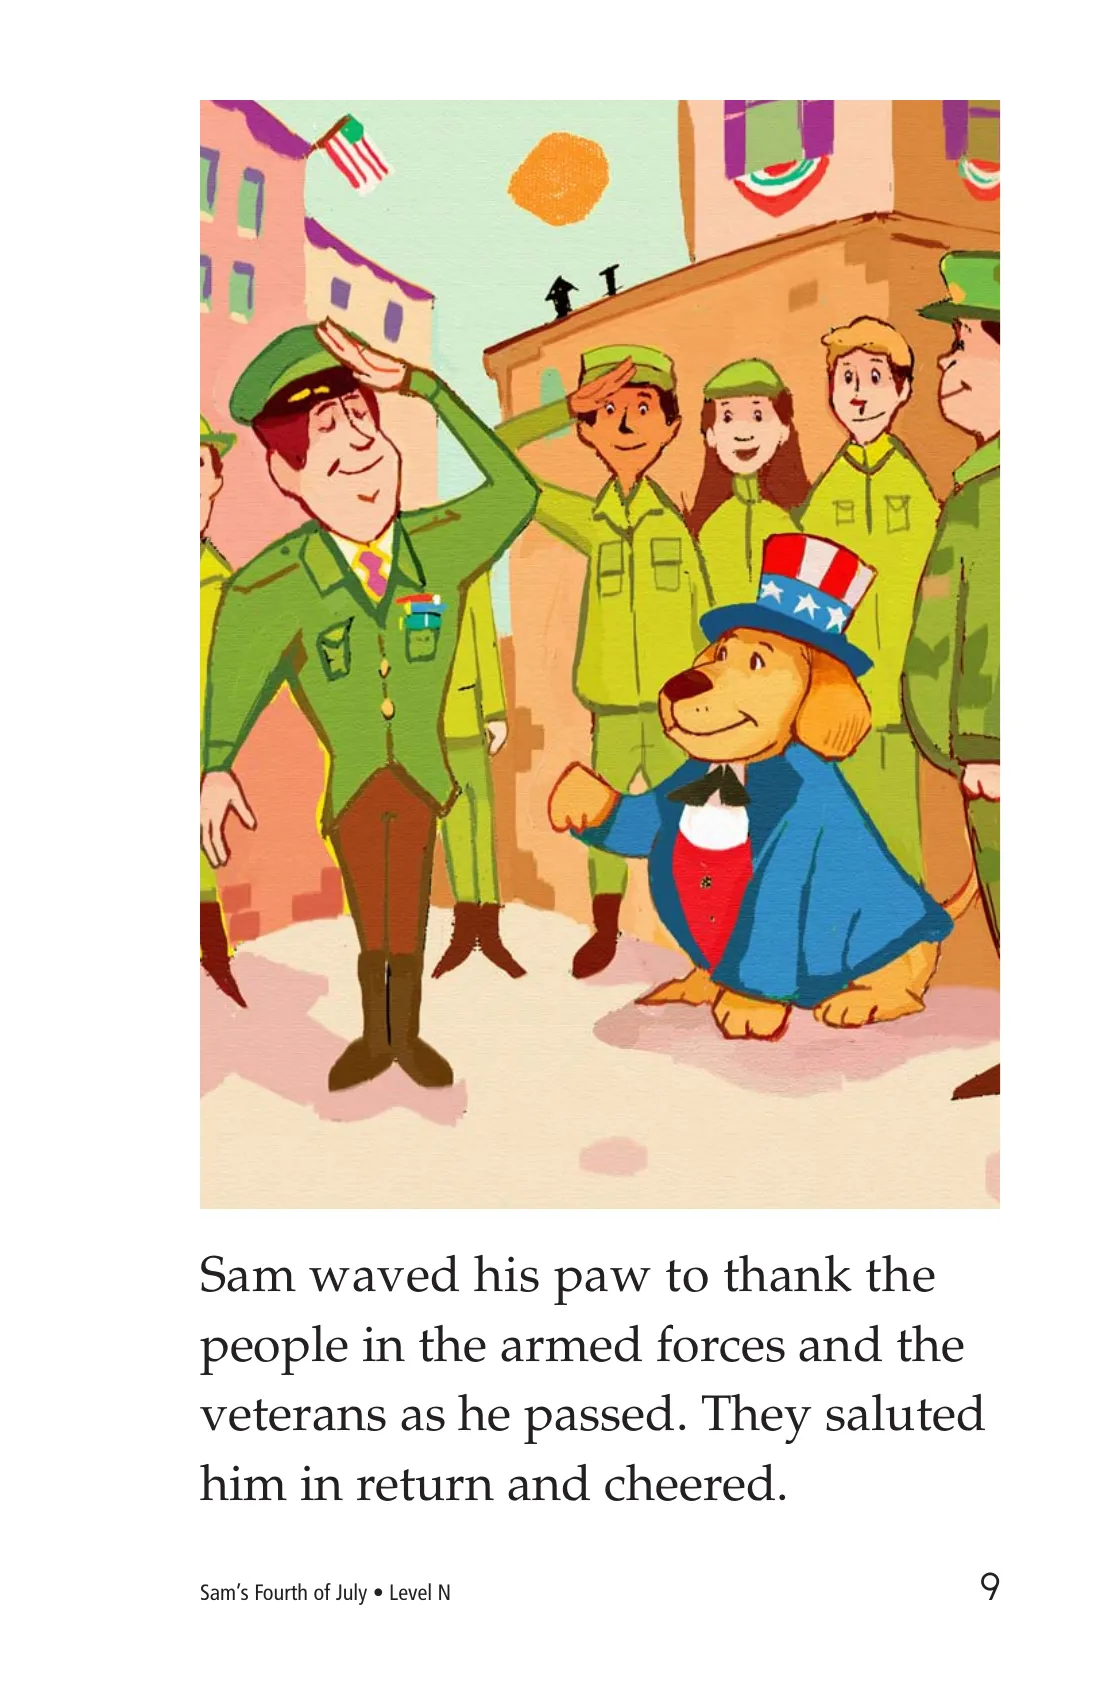 Sam waved his paw to thank the
people in the armed forces and the
veterans as he passed. They saluted
him in return and cheered.
Sam’s Fourth of July • Level N
9